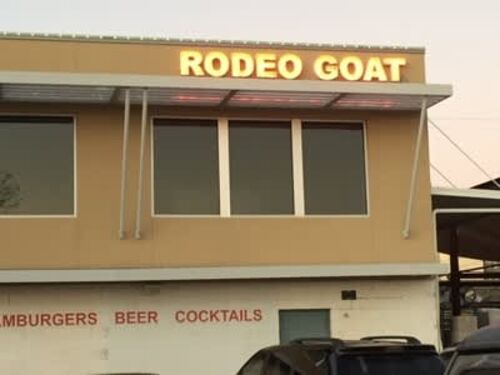 RODEO GOAT
AMBURGERS BEER COCKTAILS